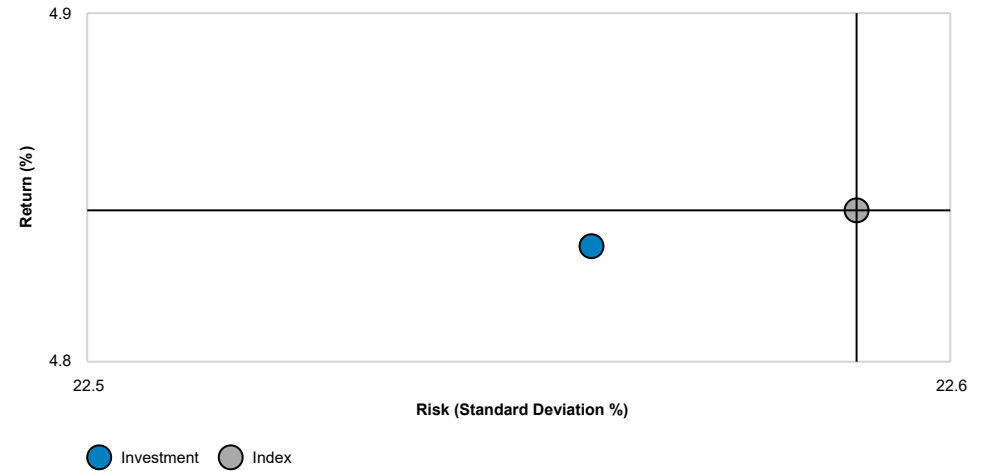 4.9
Return (%)
4.8
22.5
22.6
Risk (Standard Deviation %)
Investment
Index